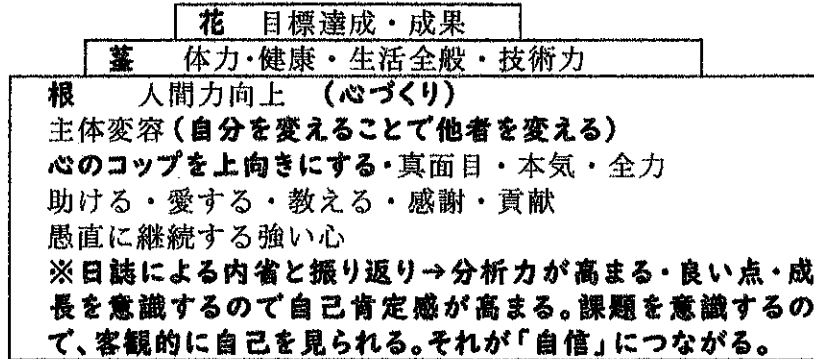 花　目標達成・成果
茎　体力・健康・生活全般・技術力
根　人間力向上　（心づくり）
主体変容（自分を変えることで他者を変える）
心のコップを上向きにする・真面目・本気・全力
助ける・愛する・教える・感謝・貢献
愚直に継続する強い心
※日誌による内省と振り返り→分析力が高まる・良い点・成
長を意識するので自己肯定感が高まる。課題を意識するの
で、客観的に自己を見られる。それが「自信」につながる。